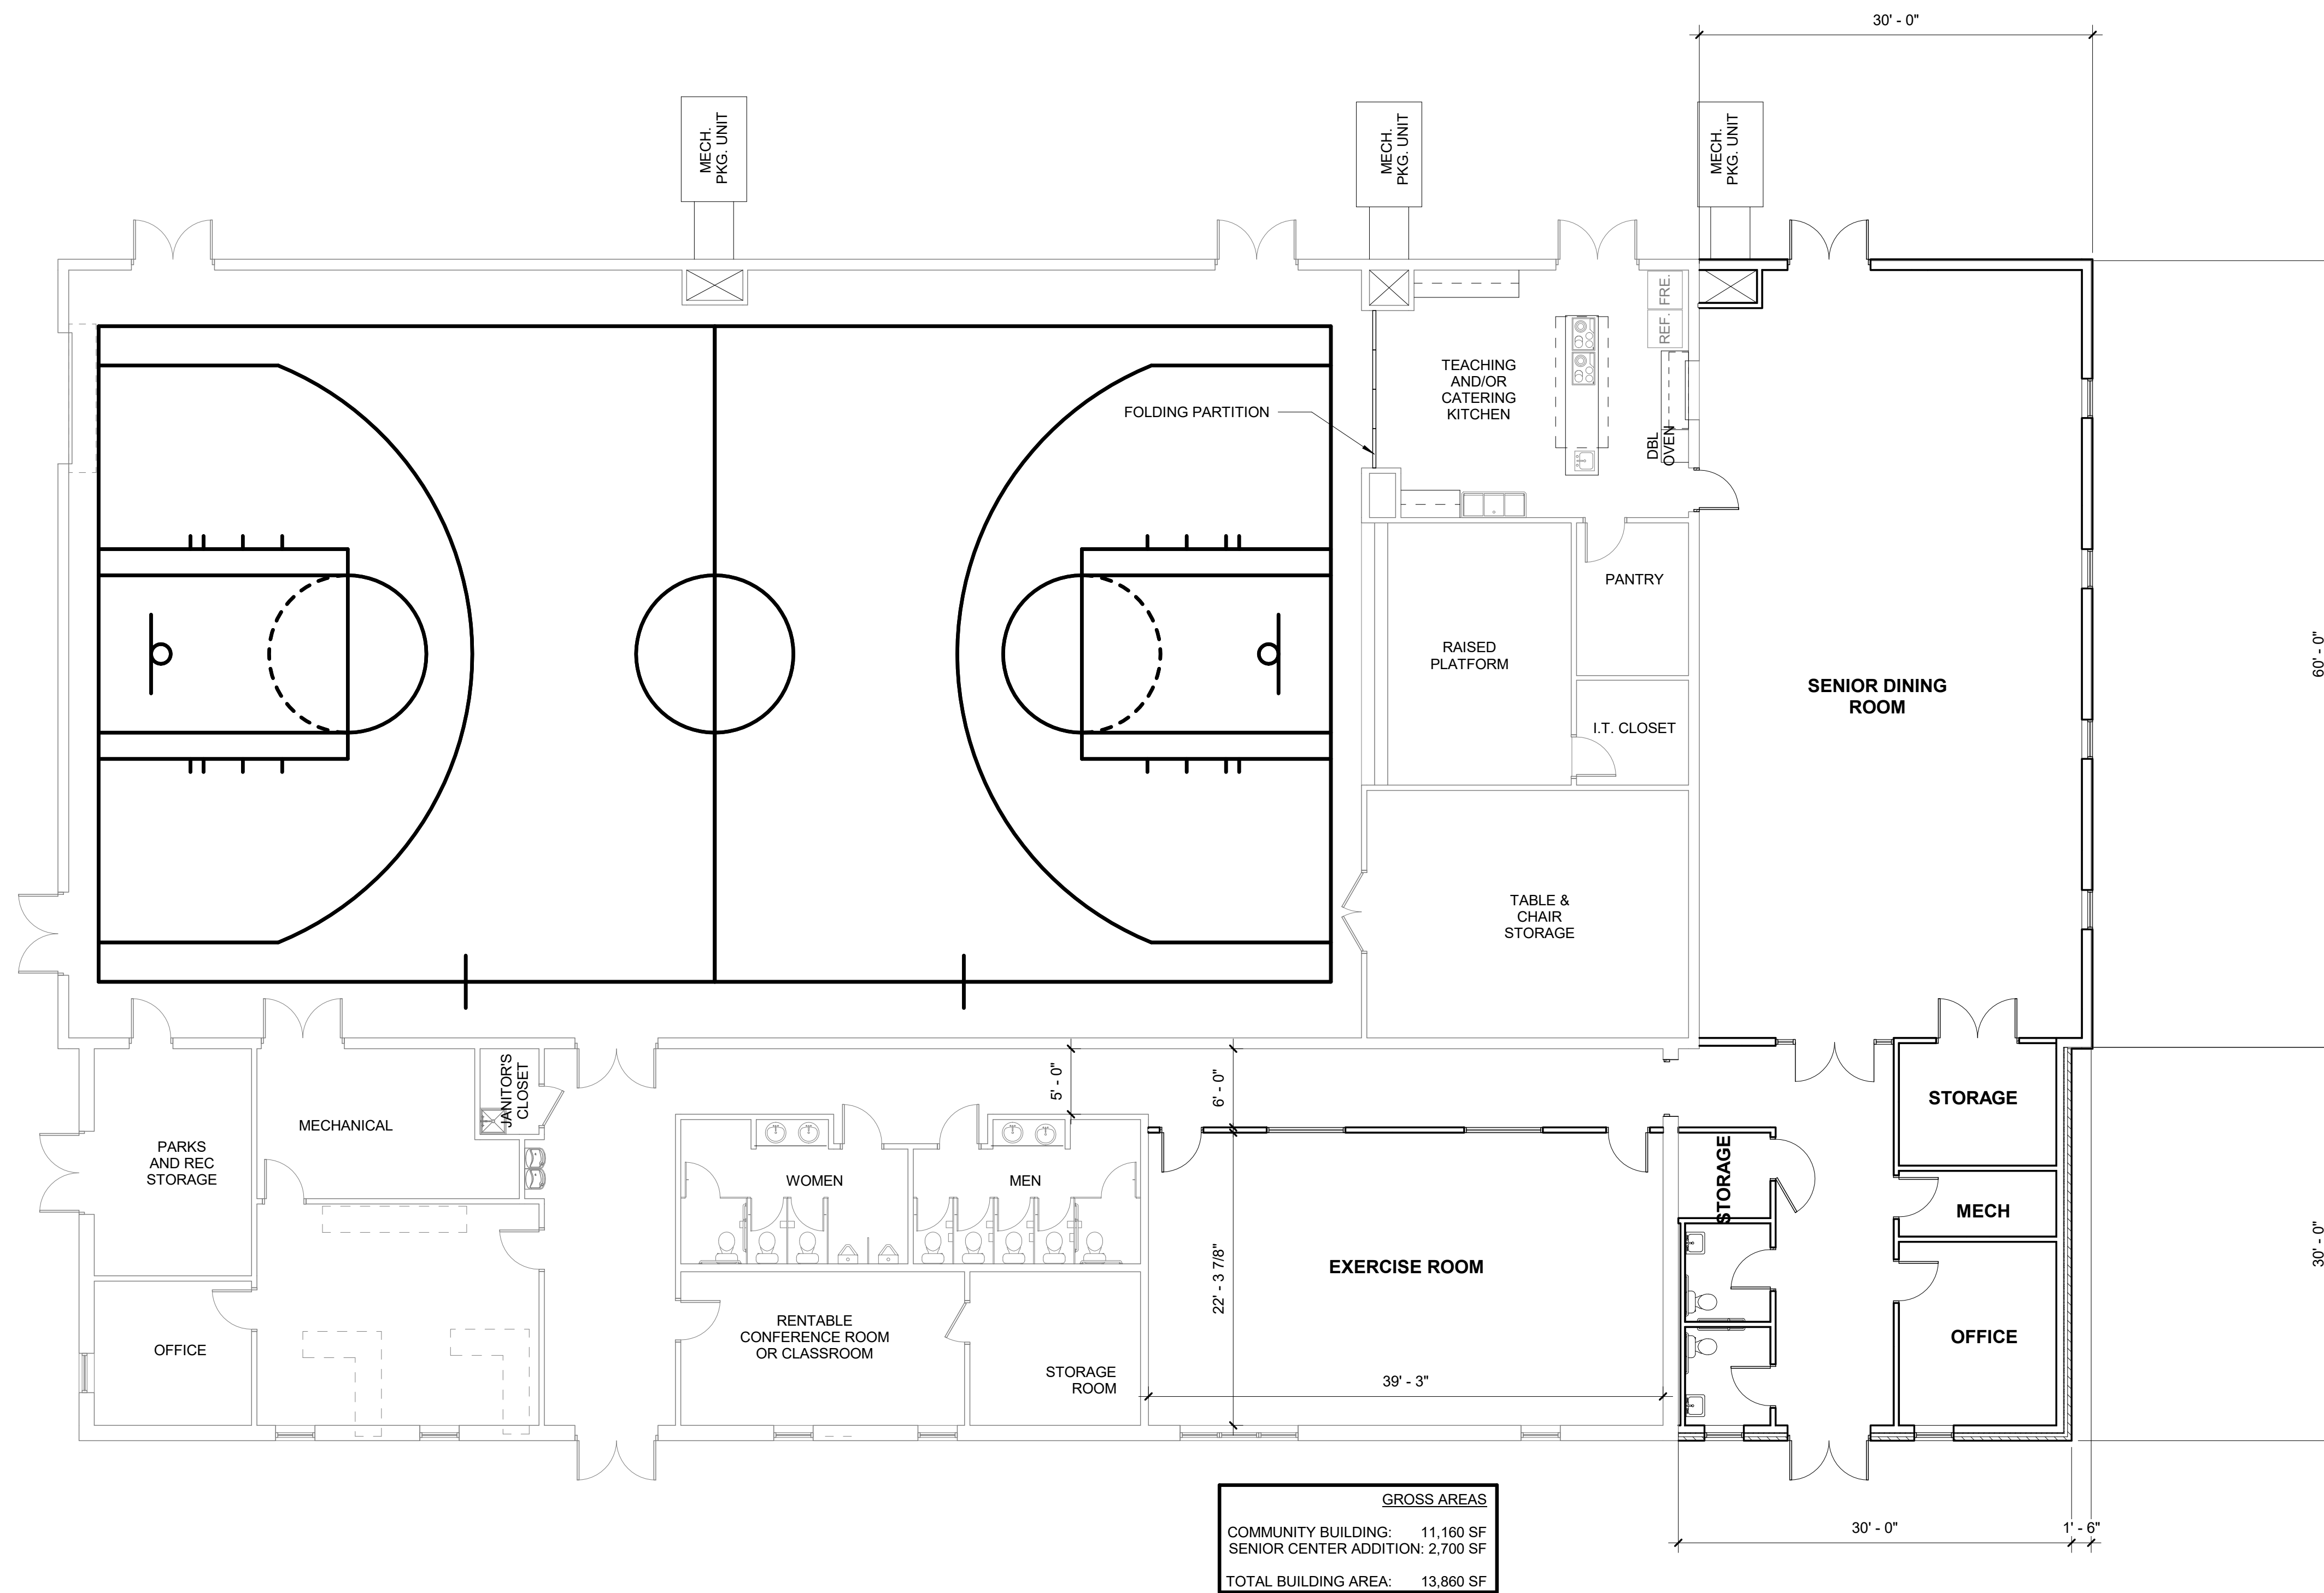 30' - 0"
MECH.
PKG. UNIT
MECH.
PKG. UNIT
MECH.
PKG. UNIT
FRE.
REF.
TEACHING
AND/OR
CATERING
KITCHEN
FOLDING PARTITION
DBL
OVEN
PANTRY
RAISED
PLATFORM
60' - 0"
SENIOR DINING
ROOM
I.T. CLOSET
TABLE &
CHAIR
STORAGE
JANITOR'S
CLOSET
5' - 0"
6' - 0"
STORAGE
MECHANICAL
PARKS
AND REC
STORAGE
WOMEN
MEN
STORAGE
MECH
22' - 3 7/8"
EXERCISE ROOM
30' - 0"
OFFICE
RENTABLE
CONFERENCE ROOM
OR CLASSROOM
OFFICE
STORAGE
ROOM
39' - 3"
GROSS AREAS
COMMUNITY BUILDING: 11,160 SF
SENIOR CENTER ADDITION: 2,700 SF
TOTAL BUILDING AREA: 13,860 SF
30' - 0"
1' - 6"